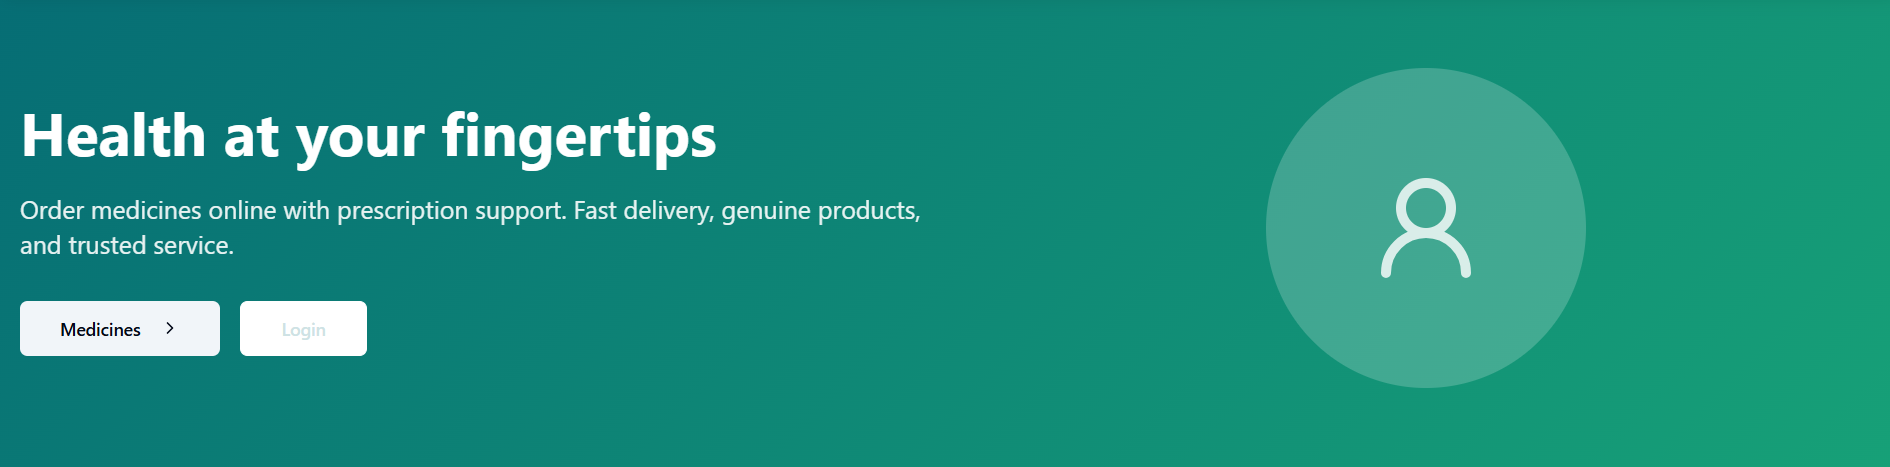 Health at your fingertips
Order medicines online with prescription support. Fast delivery, genuine products,
and trusted service.
Medicines
Login